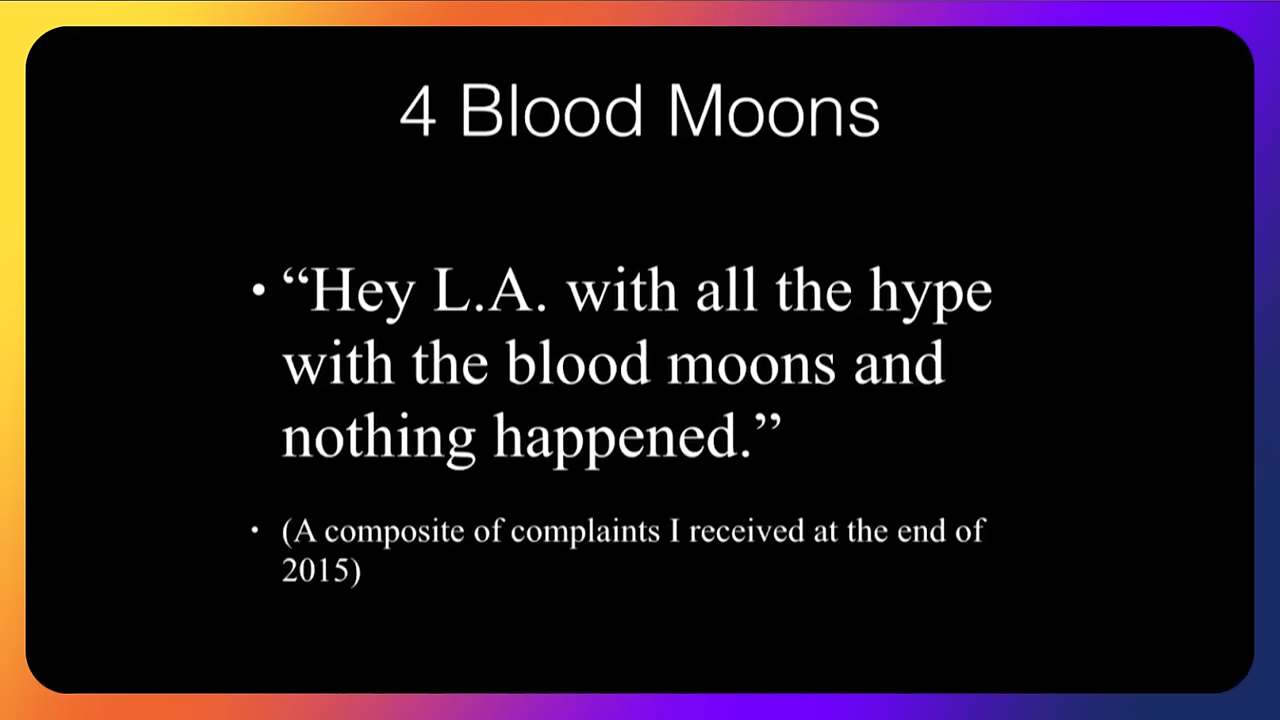 4 Blood Moons
• “Hey L.A. with all the hype
with the blood moons and
nothing happened.”
• (A composite of complaints I received at the end of
2015)